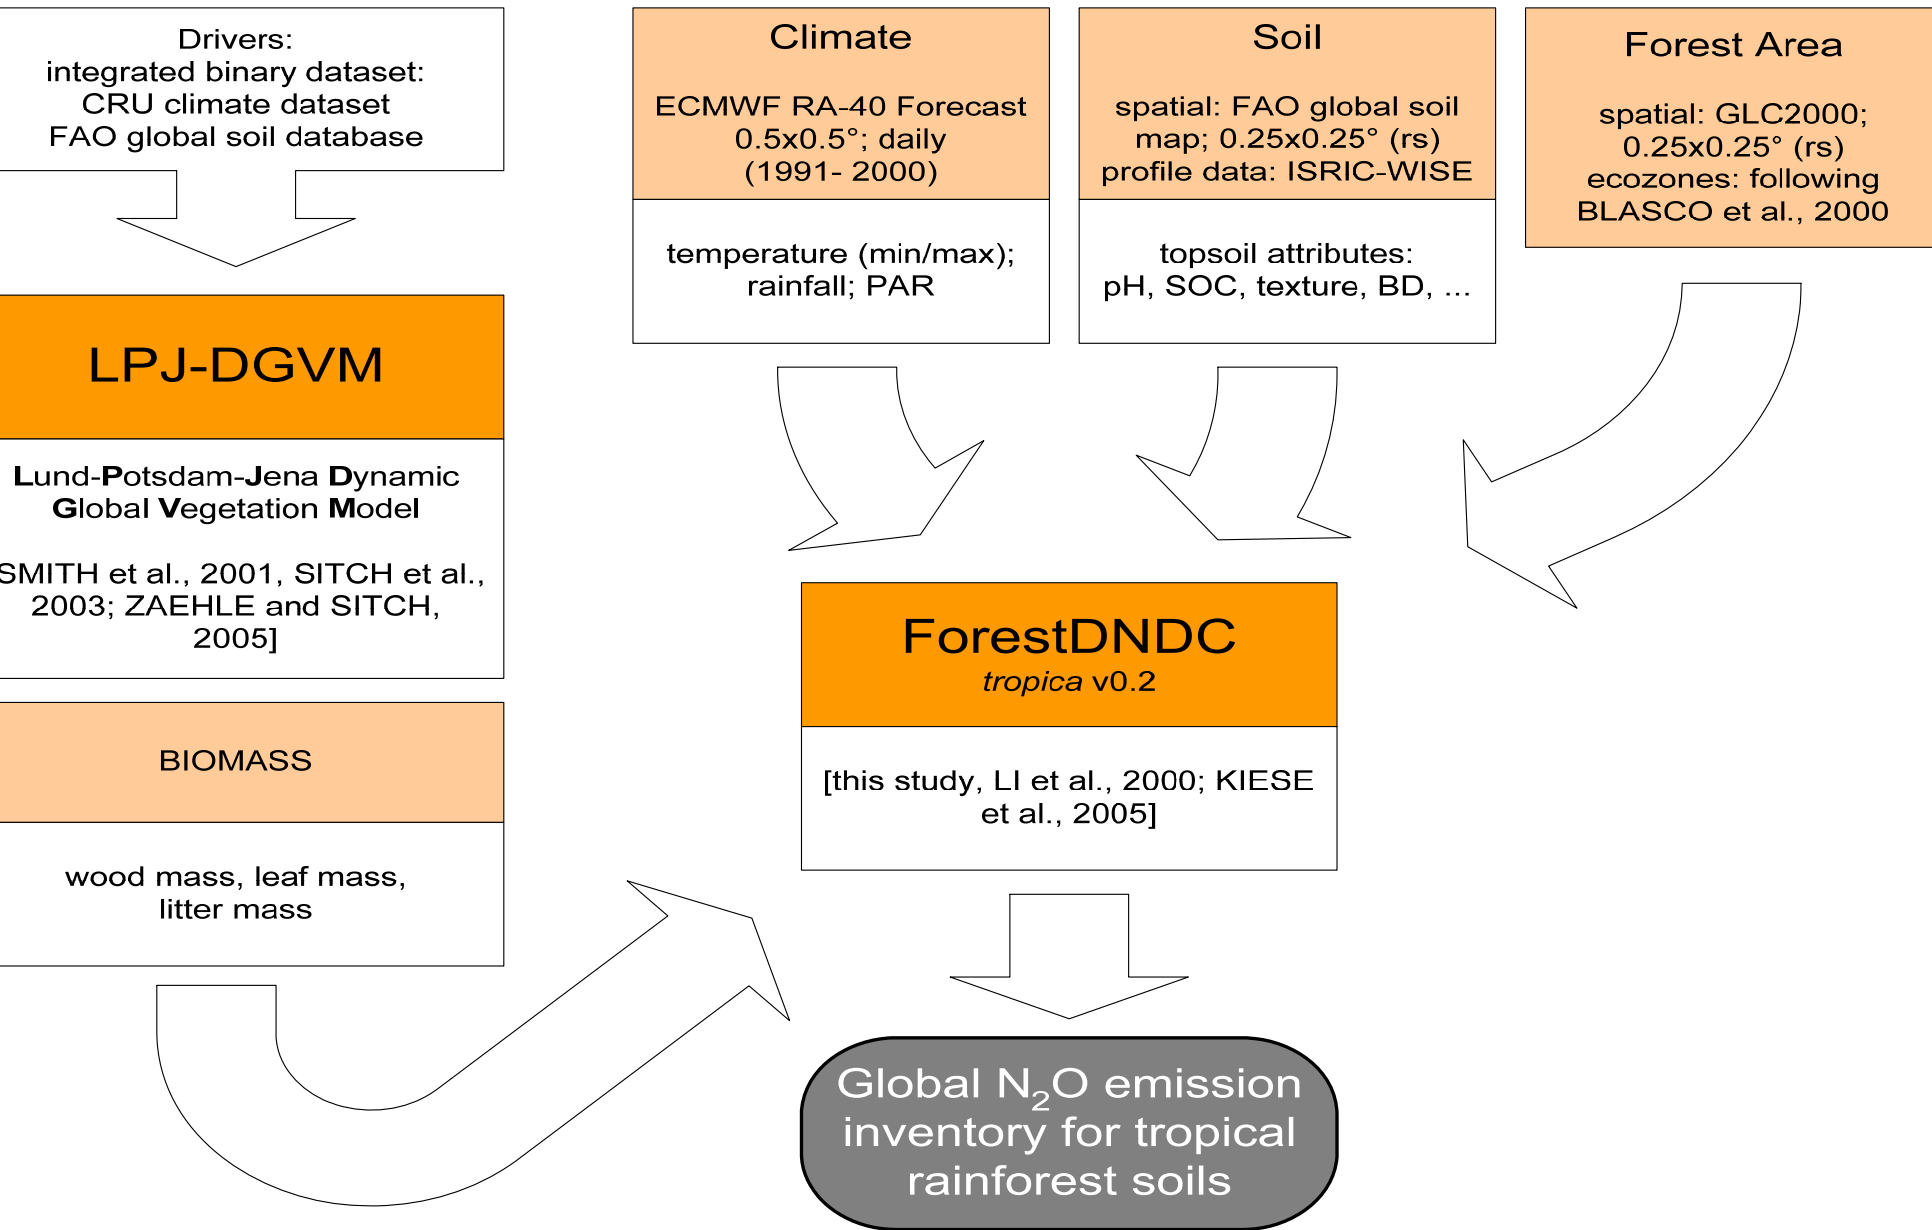 Drivers:
integrated binary dataset:
CRU climate dataset
FAO global soil database
LPJ-DGVM
Lund-Potsdam-Jena Dynamic
Global Vegetation Model
SMITH et al., 2001, SITCH et al.,
2003; ZAEHLE and SITCH,
2005]
BIOMASS
wood mass, leaf mass,
litter mass
Climate
ECMWF RA-40 Forecast
0.5x0.5°; daily
(1991- 2000)
temperature (min/max);
rainfall; PAR
Soil
spatial: FAO global soil
map; 0.25x0.25° (rs)
profile data: ISRIC-WISE
topsoil attributes:
pH, SOC, texture, BD, ...
Forest Area
spatial: GLC2000;
0.25x0.25° (rs)
ecozones: following
BLASCO et al., 2000
ForestDNDC
tropica v0.2
[this study, LI et al., 2000; KIESE
et al., 2005]
Global N₂O emission
inventory for tropical
rainforest soils